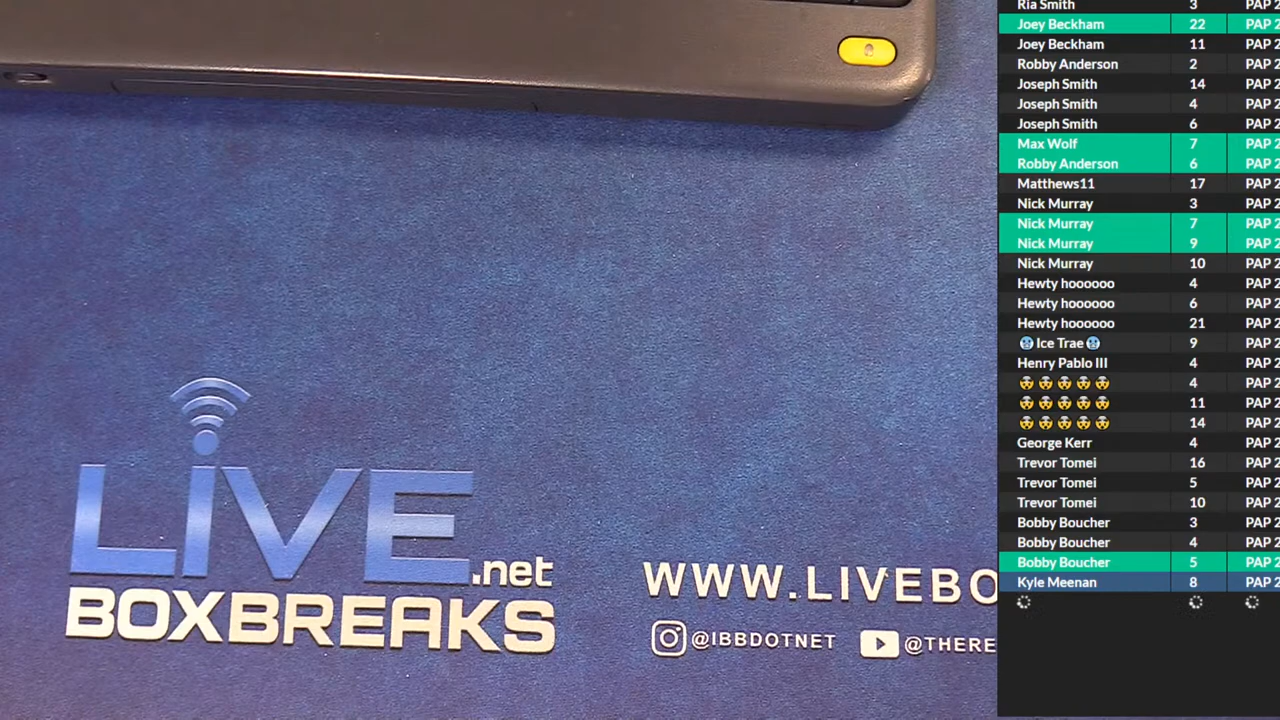 Ria Smith 3 PAP 2
Joey Beckham 22 PAP 2
Joey Beckham 11 PAP 2
Robby Anderson 2 PAP 2
Joseph Smith 14 PAP 2
Joseph Smith 4 PAP 2
Joseph Smith 6 PAP 2
Max Wolf 7 PAP 2
Robby Anderson 6 PAP 2
Matthews11 17 PAP 2
Nick Murray 3 PAP 2
Nick Murray 7 PAP 2
Nick Murray 9 PAP 2
Nick Murray 10 PAP 2
Hewty hoooooo 4 PAP 2
Hewty hoooooo 6 PAP 2
Hewty hoooooo 21 PAP 2
🥶 Ice Trae 🥶 9 PAP 2
Henry Pablo III 4 PAP 2
4 PAP 2
11 PAP 2
14 PAP 2
George Kerr 4 PAP 2
Trevor Tomei 16 PAP 2
Trevor Tomei 5 PAP 2
Trevor Tomei 10 PAP 2
Bobby Boucher 3 PAP 2
Bobby Boucher 4 PAP 2
Bobby Boucher 5 PAP 2
Kyle Meenan 8 PAP 2
LiVE.net
BOXBREAKS
WWW.LIVEBO
@IBBDOTNET @THERE